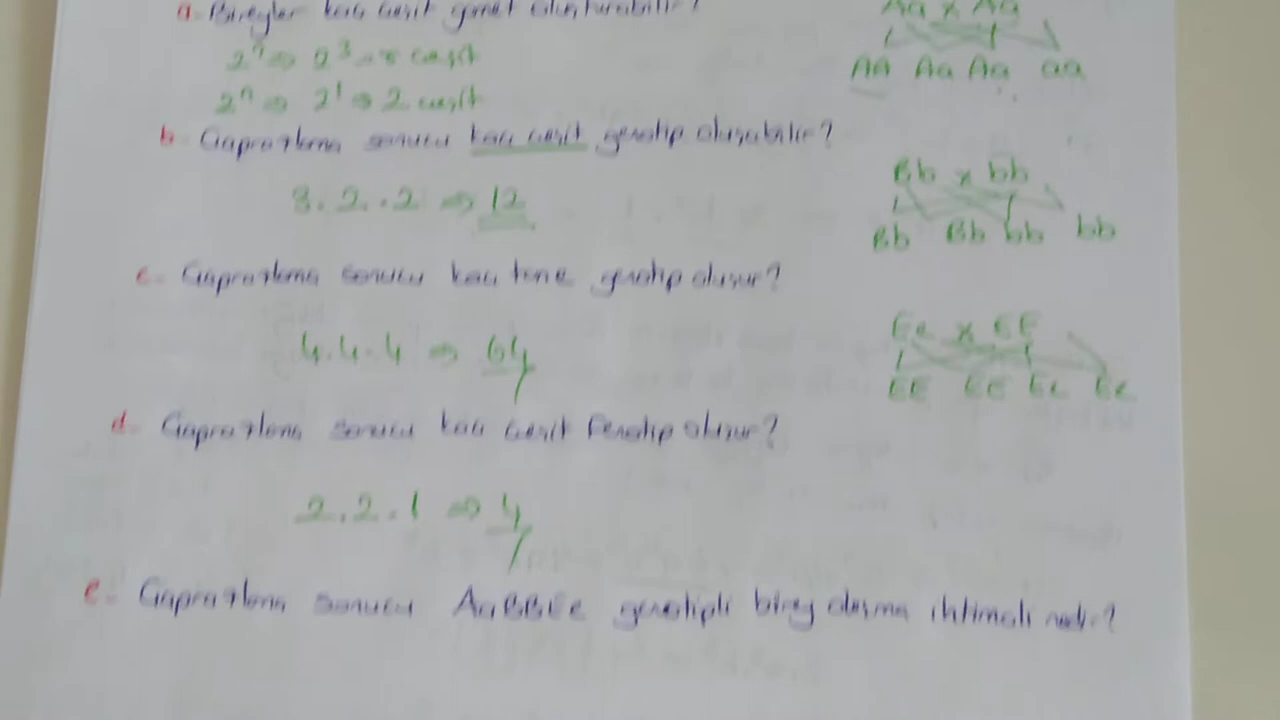 a- Bireyler kaç çeşit gamet oluşturabilir?
Aa x Aa
2ⁿ ⇒ 2³ = 8 çeşit
AA Aa Aa aa
2ⁿ ⇒ 2¹ ⇒ 2 çeşit
b- Çaprazlama sonucu kaç çeşit genotip oluşabilir?
Bb x bb
3.2..2 ⇒ 12
Bb Bb bb bb
c- Çaprazlama sonucu kaç tane genotip oluşur?
Ee x EE
4.4.4 ⇒ 64
EE EE Ee Ee
d- Çaprazlama sonucu kaç çeşit fenotip oluşur?
2.2.1 ⇒ 4
e- Çaprazlama sonucu AaBBEe genotipli birey oluşma ihtimali nedir?